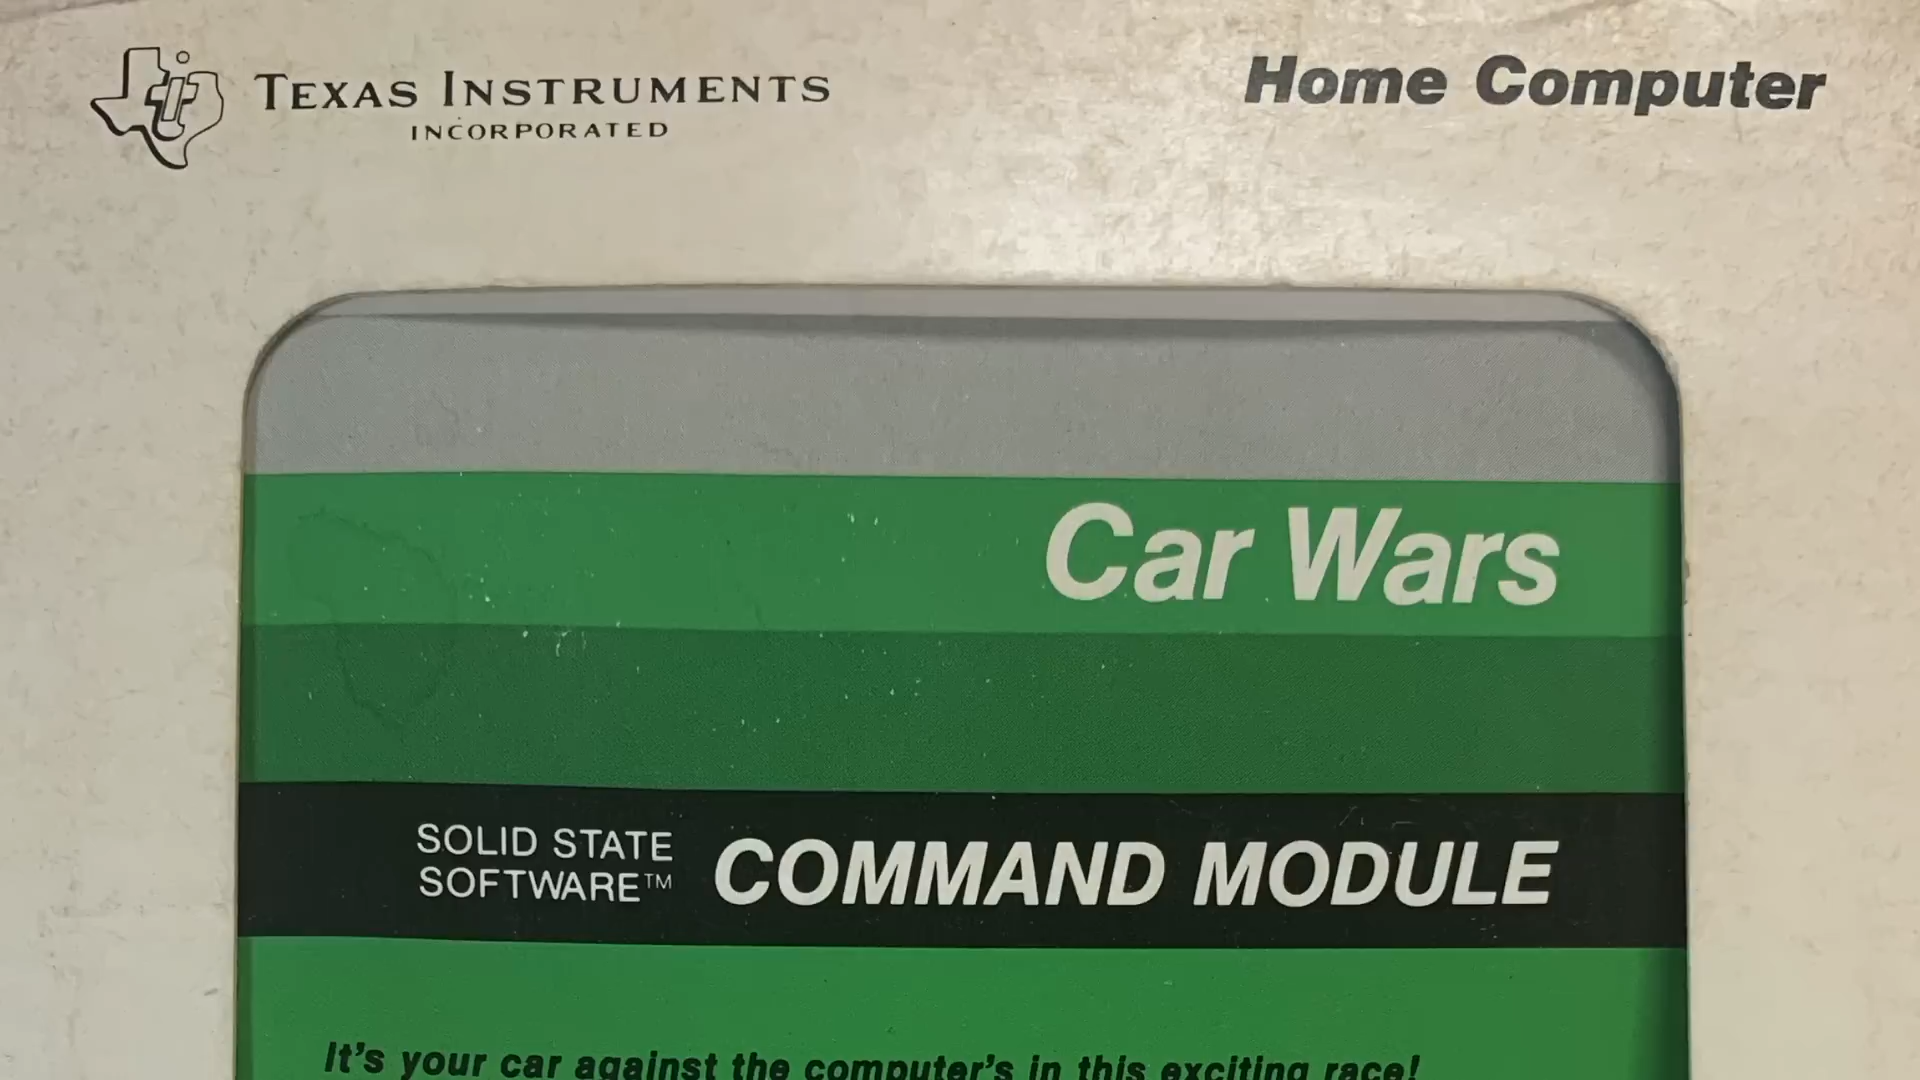 TEXAS INSTRUMENTS
INCORPORATED
Home Computer
Car Wars
SOLID STATE
SOFTWARE™
COMMAND MODULE
It's your car against the computer's in this exciting race!